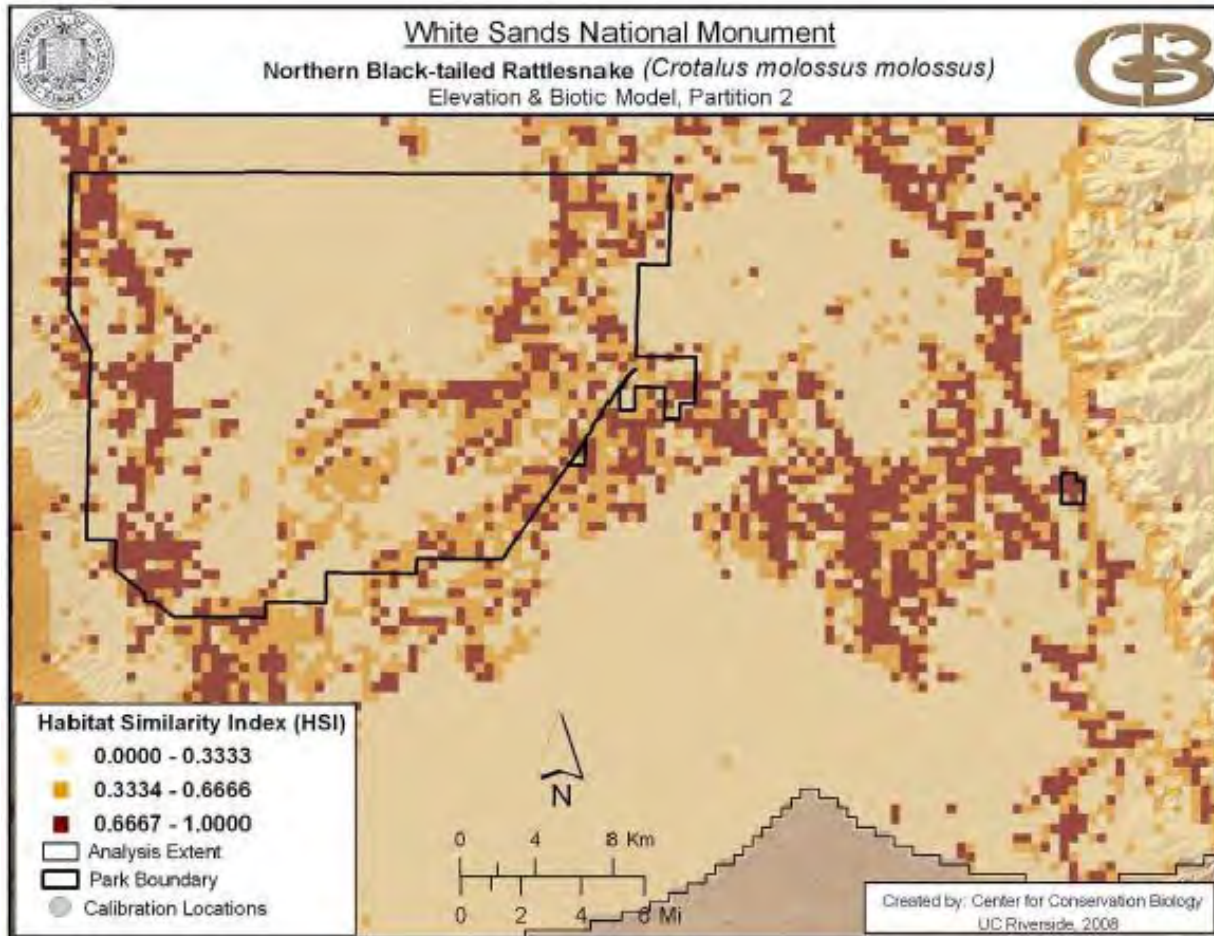 White Sands National Monument
Northern Black-tailed Rattlesnake (Crotalus molossus molossus)
Elevation & Biotic Model, Partition 2
Habitat Similarity Index (HSI)
0.0000 - 0.3333
0.3334 - 0.6666
0.6667 - 1.0000
Analysis Extent
Park Boundary
Calibration Locations
N
0 4 8 Km
0 2 4 6 Mi
Created by: Center for Conservation Biology
UC Riverside, 2008